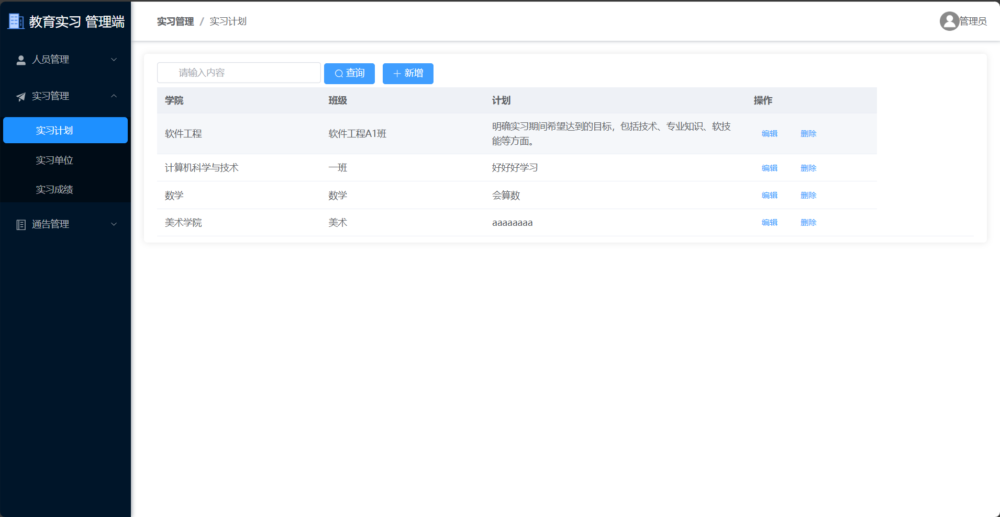 教育实习 管理端
人员管理
实习管理
实习计划
实习单位
实习成绩
通告管理
实习管理 / 实习计划
管理员
请输入内容
查询
新增
学院 班级 计划 操作
软件工程 软件工程A1班 明确实习期间希望达到的目标，包括技术、专业知识、软技
能等方面。 编辑 删除
计算机科学与技术 一班 好好好学习 编辑 删除
数学 数学 会算数 编辑 删除
美术学院 美术 aaaaaaaa 编辑 删除